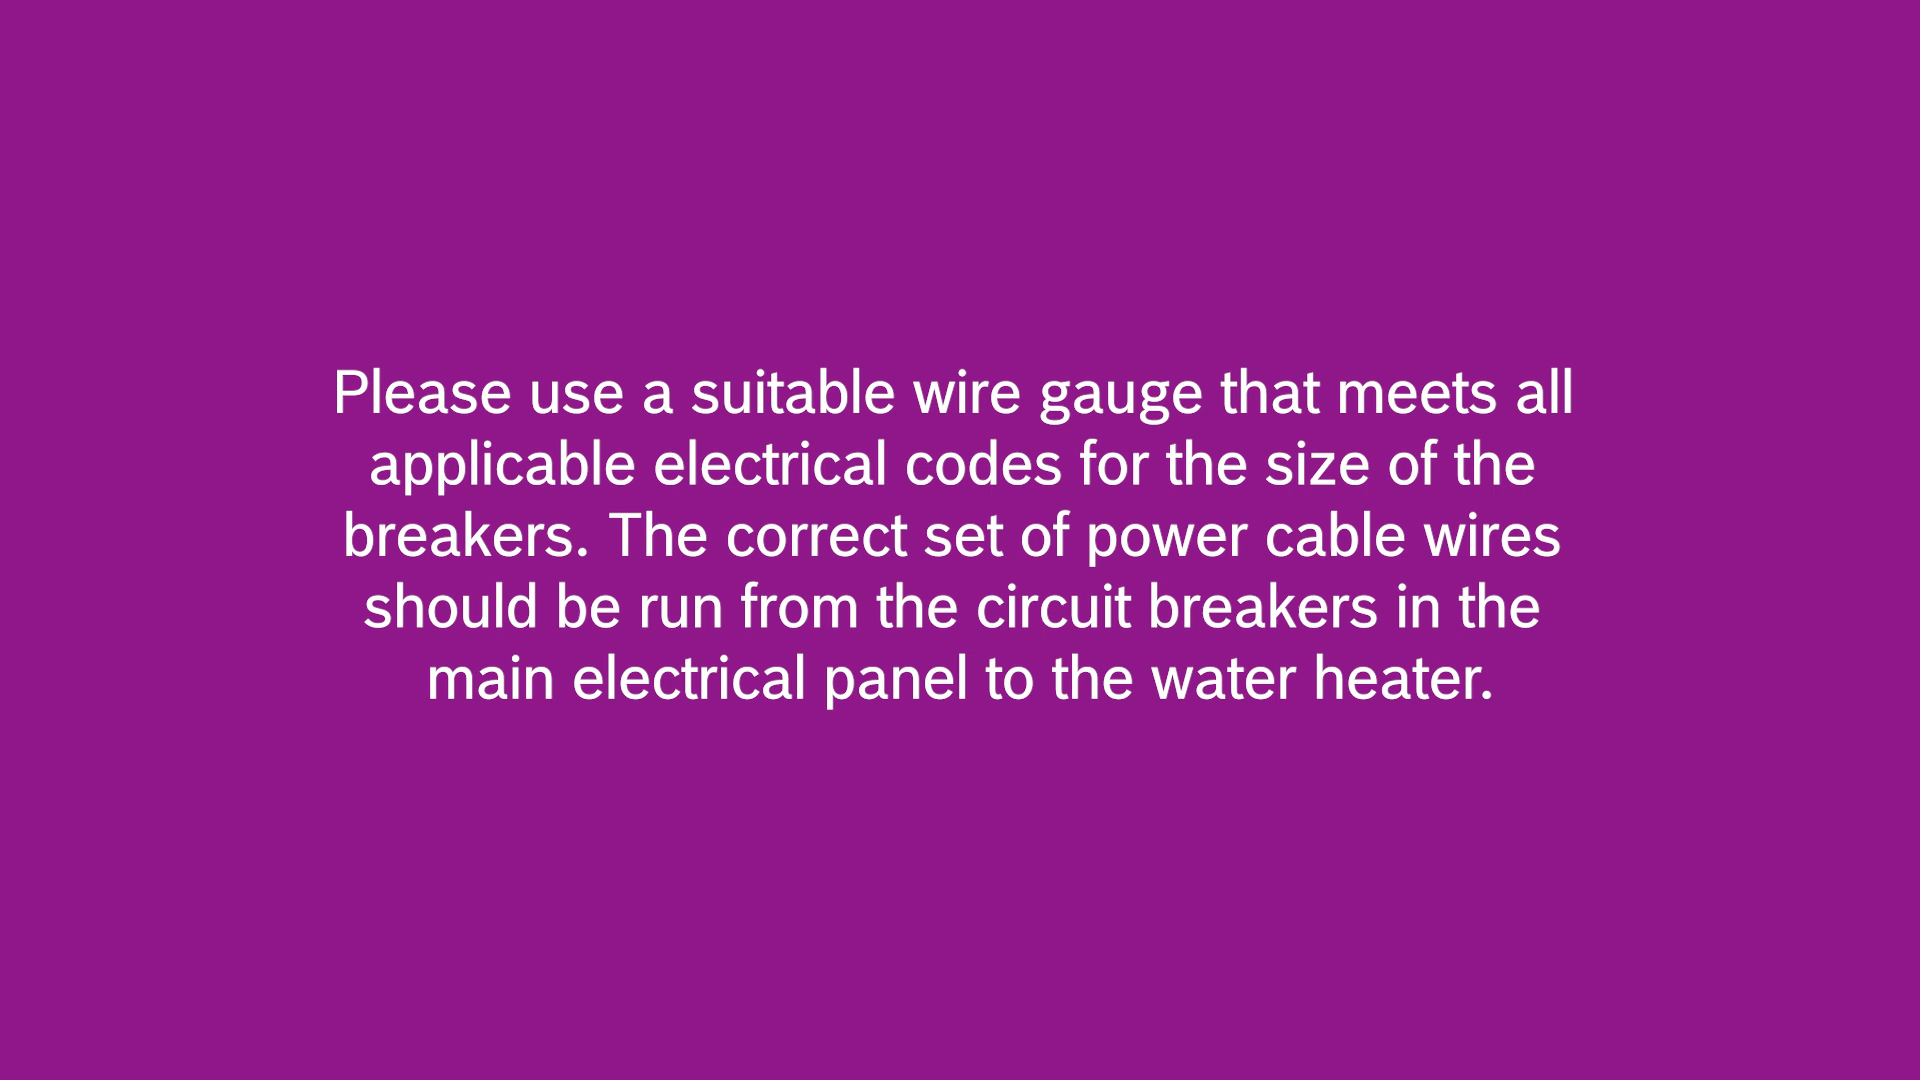 Please use a suitable wire gauge that meets all
applicable electrical codes for the size of the
breakers. The correct set of power cable wires
should be run from the circuit breakers in the
main electrical panel to the water heater.